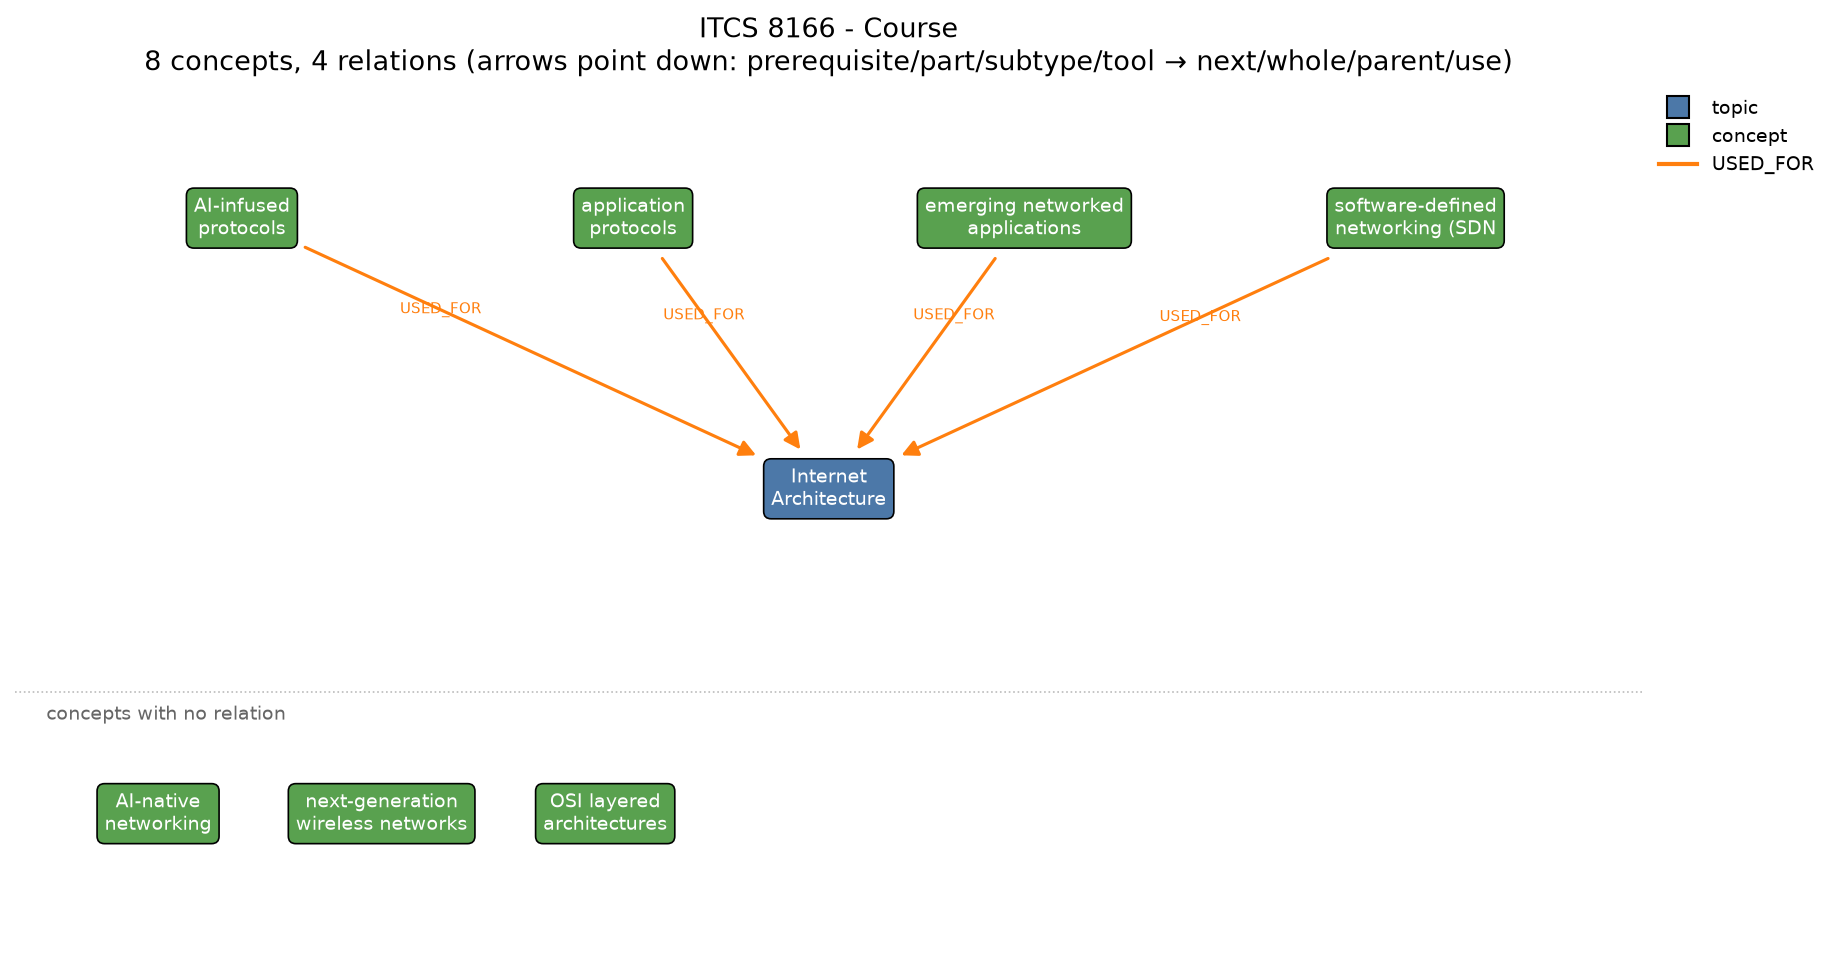 ITCS 8166 - Course
8 concepts, 4 relations (arrows point down: prerequisite/part/subtype/tool → next/whole/parent/use)
topic
concept
USED_FOR
AI-infused
protocols
application
protocols
emerging networked
applications
software-defined
networking (SDN
USED_FOR
USED_FOR
USED_FOR
USED_FOR
Internet
Architecture
concepts with no relation
AI-native
networking
next-generation
wireless networks
OSI layered
architectures